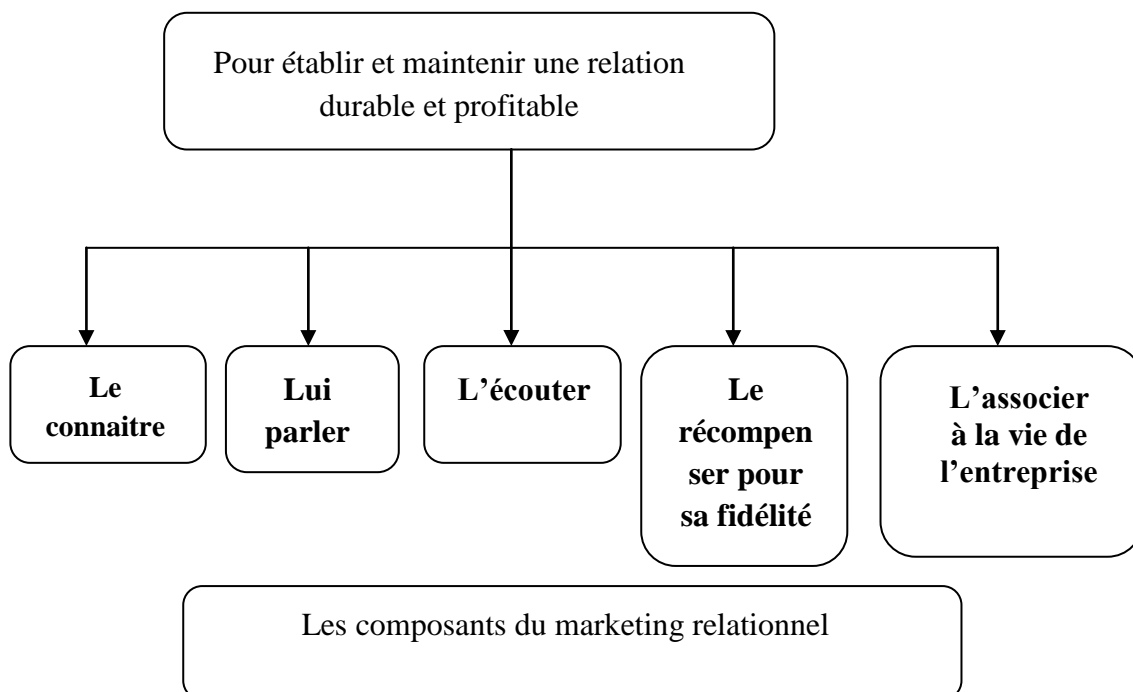 Pour établir et maintenir une relation
durable et profitable
Le
connaitre
Lui
parler
L’écouter
Le
récompen
ser pour
sa fidélité
L’associer
à la vie de
l’entreprise
Les composants du marketing relationnel